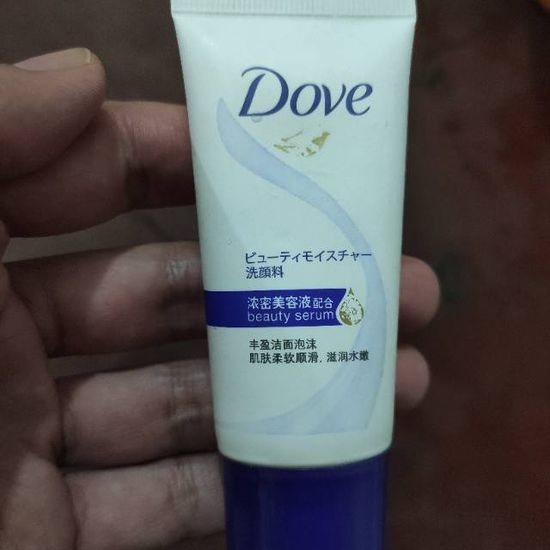 Dove
ビューティモイスチャー
洗顔料
浓密美容液配合
beauty serum
丰盈洁面泡沫
肌肤柔软顺滑，滋润水嫩